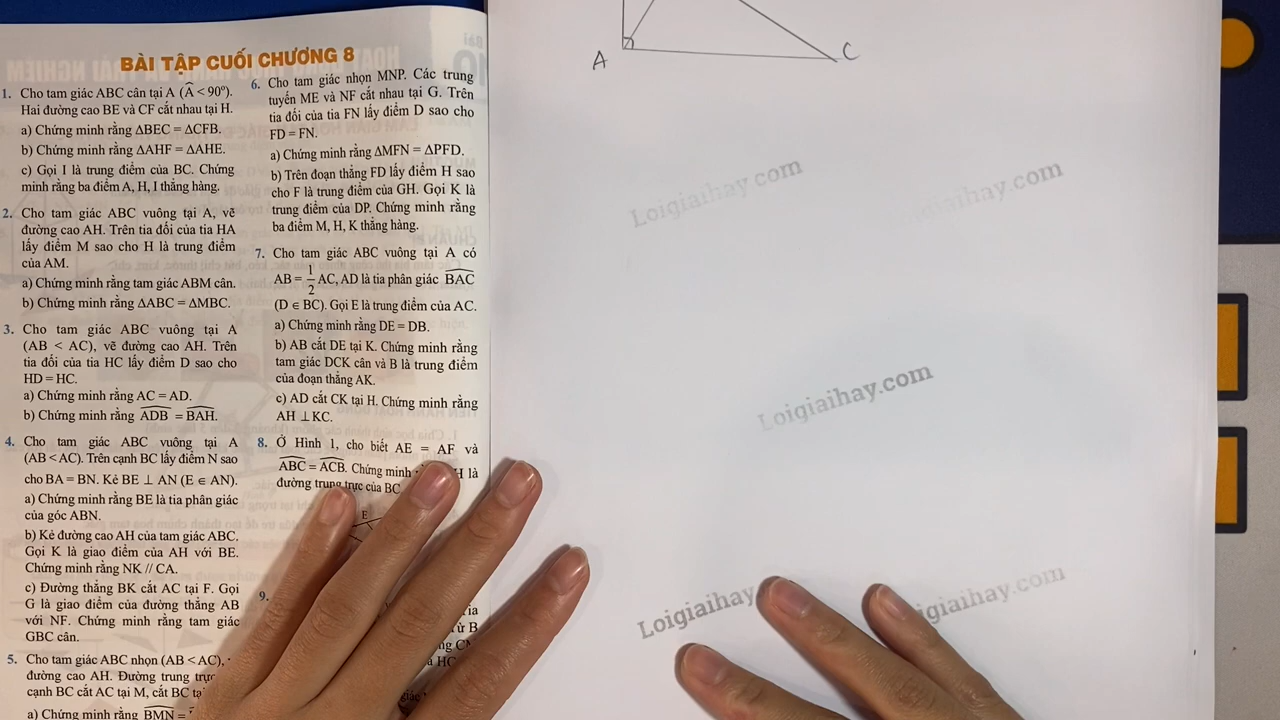 BÀI TẬP CUỐI CHƯƠNG 8
1. Cho tam giác ABC cân tại A (Â < 90°).
Hai đường cao BE và CF cắt nhau tại H.
a) Chứng minh rằng ΔBEC = ΔCFB.
b) Chứng minh rằng ΔAHF = ΔAHE.
c) Gọi I là trung điểm của BC. Chứng
minh rằng ba điểm A, H, I thẳng hàng.
2. Cho tam giác ABC vuông tại A, vẽ
đường cao AH. Trên tia đối của tia HA
lấy điểm M sao cho H là trung điểm
của AM.
a) Chứng minh rằng tam giác ABM cân.
b) Chứng minh rằng ΔABC = ΔMBC.
3. Cho tam giác ABC vuông tại A
(AB < AC), vẽ đường cao AH. Trên
tia đối của tia HC lấy điểm D sao cho
HD = HC.
a) Chứng minh rằng AC = AD.
b) Chứng minh rằng \widehat{ADB} = \widehat{BAH}.
4. Cho tam giác ABC vuông tại A
(AB < AC). Trên cạnh BC lấy điểm N sao
cho BA = BN. Kẻ BE ⊥ AN (E ∈ AN).
a) Chứng minh rằng BE là tia phân giác
của góc ABN.
b) Kẻ đường cao AH của tam giác ABC.
Gọi K là giao điểm của AH với BE.
Chứng minh rằng NK // CA.
c) Đường thẳng BK cắt AC tại F. Gọi
G là giao điểm của đường thẳng AB
với NF. Chứng minh rằng tam giác
GBC cân.
5. Cho tam giác ABC nhọn (AB < AC),
đường cao AH. Đường trung
cạnh BC cắt AC tại M, cắt BC
a) Chứng minh rằng \widehat{BMN} =
6. Cho tam giác nhọn MNP. Các trung
tuyến ME và NF cắt nhau tại G. Trên
tia đối của tia FN lấy điểm D sao cho
FD = FN.
a) Chứng minh rằng ΔMFN = ΔPFD.
b) Trên đoạn thẳng FD lấy điểm H sao
cho F là trung điểm của GH. Gọi K là
trung điểm của DP. Chứng minh rằng
ba điểm M, H, K thẳng hàng.
7. Cho tam giác ABC vuông tại A có
AB = \frac{1}{2} AC, AD là tia phân giác \widehat{BAC}
(D ∈ BC). Gọi E là trung điểm của AC.
a) Chứng minh rằng DE = DB.
b) AB cắt DE tại K. Chứng minh rằng
tam giác DCK cân và B là trung điểm
của đoạn thẳng AK.
c) AD cắt CK tại H. Chứng minh rằng
AH ⊥ KC.
8. Ở Hình 1, cho biết AE = AF và
\widehat{ABC} = \widehat{ACB}. Chứng minh H là
đường trung trực của BC
E
9.
B
HC
A
C
Loigiaihay.com
Loigiaihay.com
Loigiaihay.com